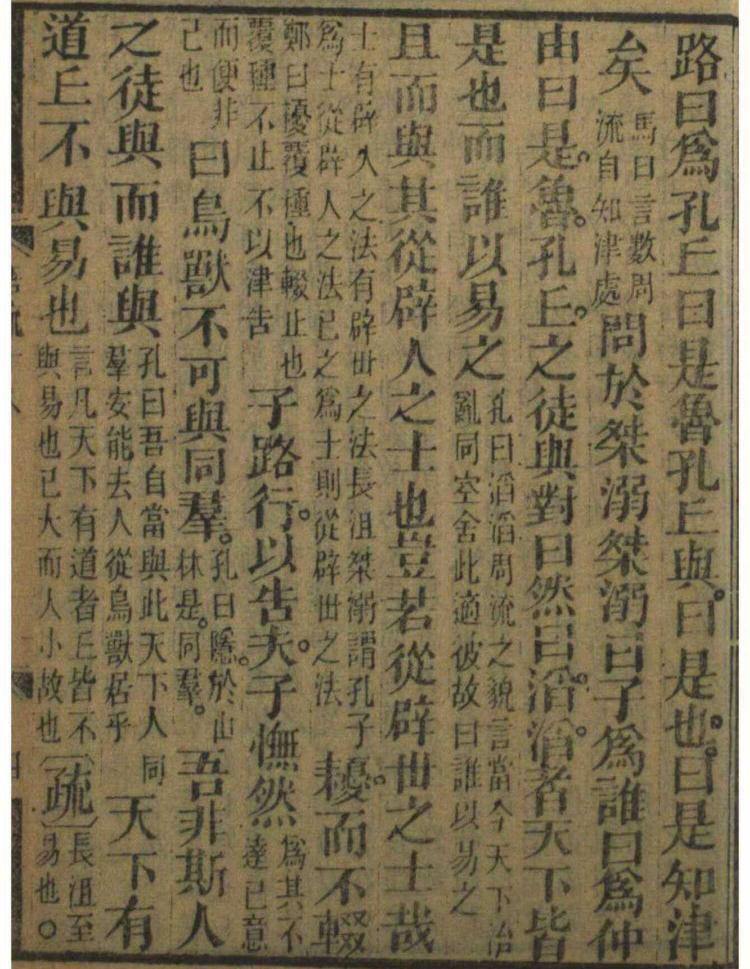 路曰為孔丘曰是魯孔丘與曰是也曰是知津
矣馬曰言數周流自知津處問於桀溺桀溺曰子為誰曰為仲
由曰是魯孔丘之徒與對曰然曰滔滔者天下皆
是也而誰以易之孔曰滔滔周流之貌言當今天下治亂同空舍此適彼故曰誰以易之
且而與其從辟人之士也豈若從辟世之士哉
士有辟人之法有辟世之法長沮桀溺謂孔子為士從辟人之法已之為士則從辟世之法耰而不輟
鄭曰耰覆種也輟止也覆種不止不以津告子路行以告夫子憮然為其不達已意
而便非己也曰鳥獸不可與同羣孔曰隱於山林是同羣吾非斯人
之徒與而誰與孔曰吾自當與此天下人同羣安能去人從鳥獸居乎天下有
道丘不與易也言凡天下有道者丘皆不與易也已大而人小故也疏長沮至易也○